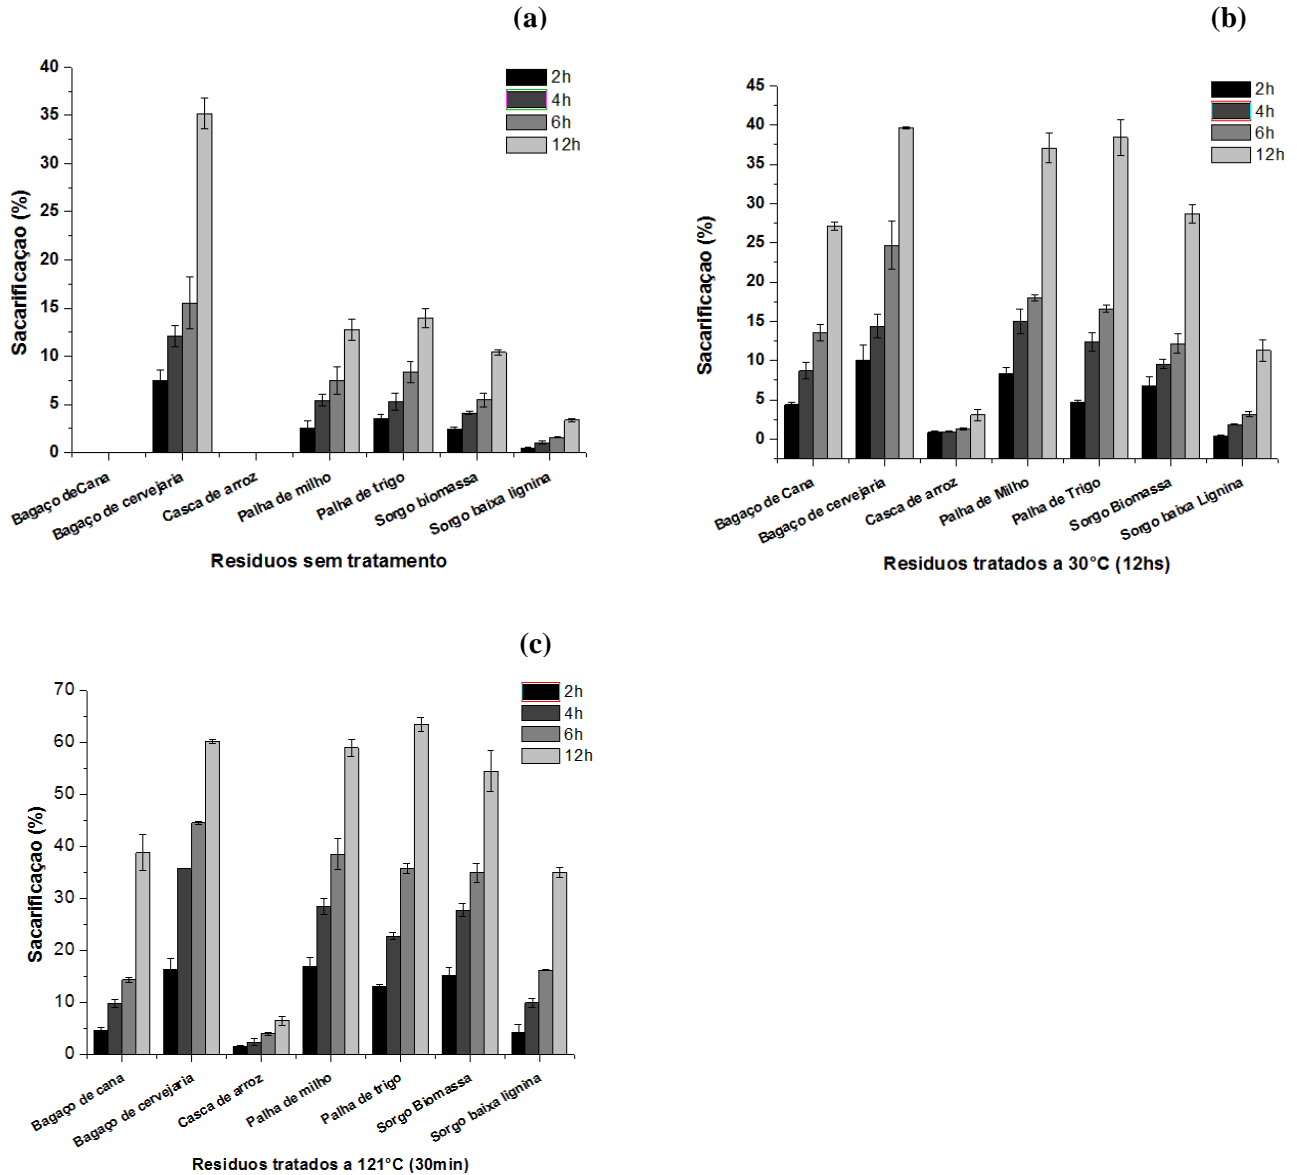 (a)
40
35
30
25
20
15
10
5
0
Sacarificaçao (%)
2h
4h
6h
12h
Bagaço deCana
Bagaço de cervejaria
Casca de arroz
Palha de milho
Palha de trigo
Sorgo biomassa
Sorgo baixa lignina
Residuos sem tratamento
(b)
45
40
35
30
25
20
15
10
5
0
Sacarificaçao (%)
2h
4h
6h
12h
Bagaço de Cana
Bagaço de cervejaria
Casca de arroz
Palha de Milho
Palha de Trigo
Sorgo Biomassa
Sorgo baixa Lignina
Residuos tratados a 30°C (12hs)
(c)
70
60
50
40
30
20
10
0
Sacarificaçao (%)
2h
4h
6h
12h
Bagaço de cana
Bagaço de cervejaria
Casca de arroz
Palha de milho
Palha de trigo
Sorgo Biomassa
Sorgo baixa lignina
Residuos tratados a 121°C (30min)